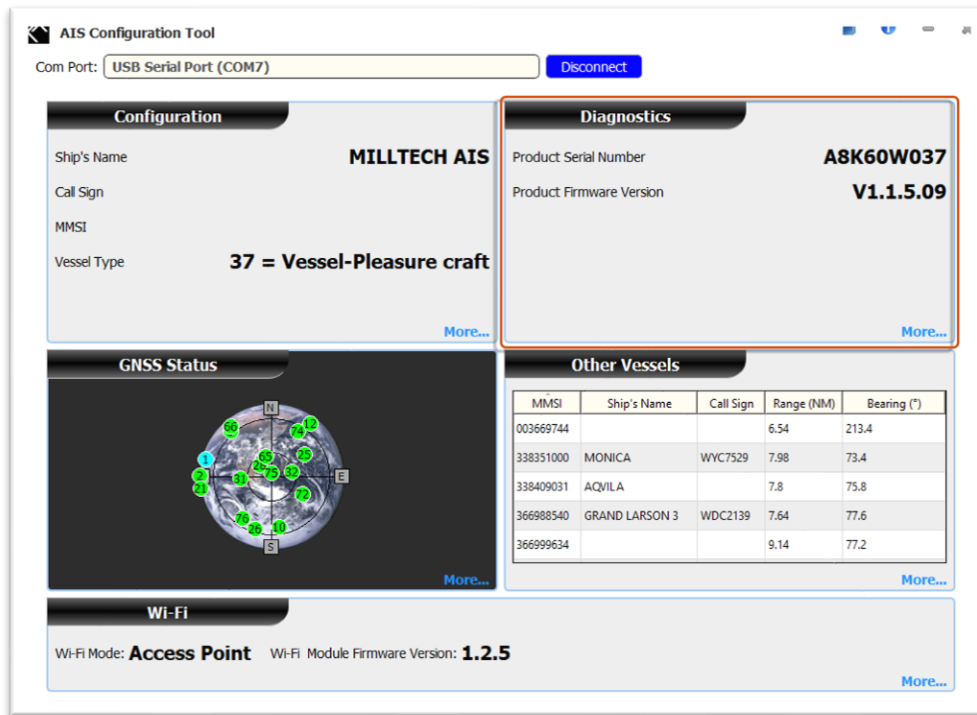 AIS Configuration Tool
Com Port: USB Serial Port (COM7) Disconnect
Configuration
Ship's Name MILLTECH AIS
Call Sign
MMSI
Vessel Type 37 = Vessel-Pleasure craft
More...
Diagnostics
Product Serial Number A8K60W037
Product Firmware Version V1.1.5.09
More...
GNSS Status
N
66
12
74
1
65
25
2
75
32
E
21
31
72
76
26
10
S
More...
Other Vessels
MMSI Ship's Name Call Sign Range (NM) Bearing (°)
003669744 6.54 213.4
338351000 MONICA WYC7529 7.98 73.4
338409031 AQVILA 7.8 75.8
366988540 GRAND LARSON 3 WDC2139 7.64 77.6
366999634 9.14 77.2
More...
Wi-Fi
Wi-Fi Mode: Access Point Wi-Fi Module Firmware Version: 1.2.5
More...